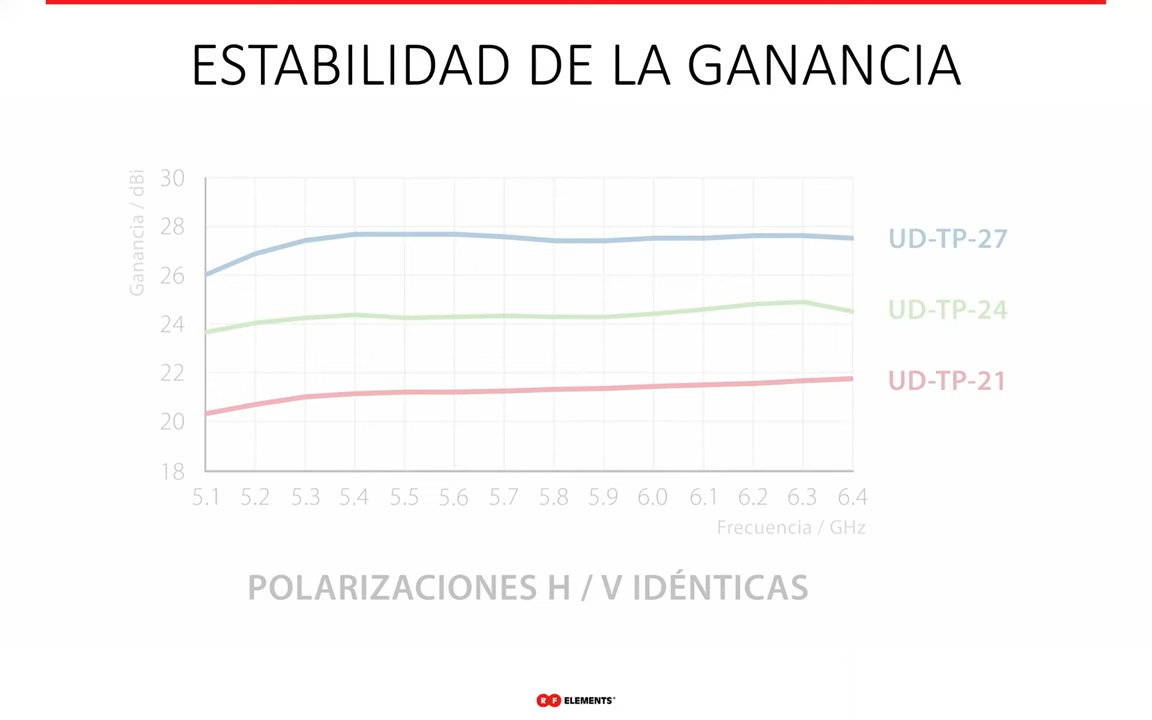 ESTABILIDAD DE LA GANANCIA
Ganancia / dBi
30
28
26
24
22
20
18
UD-TP-27
UD-TP-24
UD-TP-21
5.1 5.2 5.3 5.4 5.5 5.6 5.7 5.8 5.9 6.0 6.1 6.2 6.3 6.4
Frecuencia / GHz
POLARIZACIONES H / V IDÉNTICAS
RF ELEMENTS